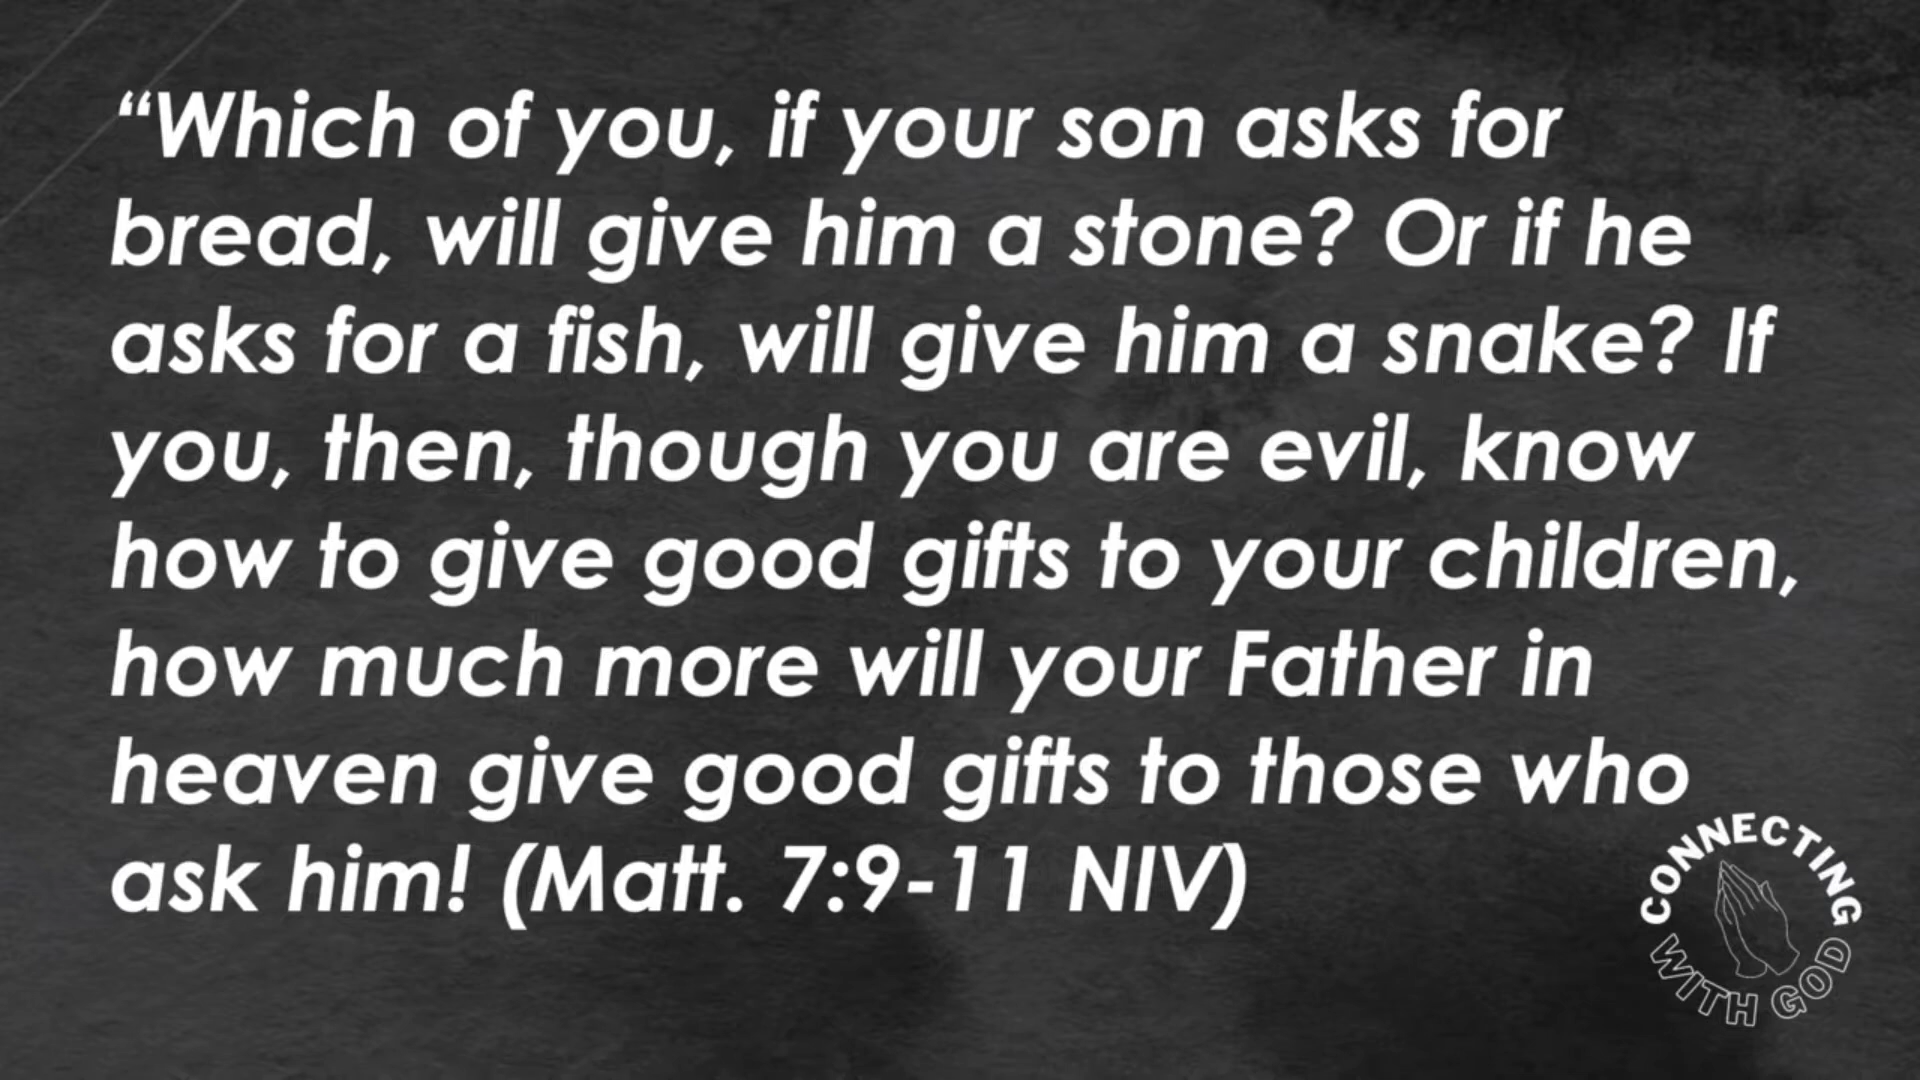 “Which of you, if your son asks for
bread, will give him a stone? Or if he
asks for a fish, will give him a snake? If
you, then, though you are evil, know
how to give good gifts to your children,
how much more will your Father in
heaven give good gifts to those who
ask him! (Matt. 7:9-11 NIV)
CONNECTING
WITH GOD